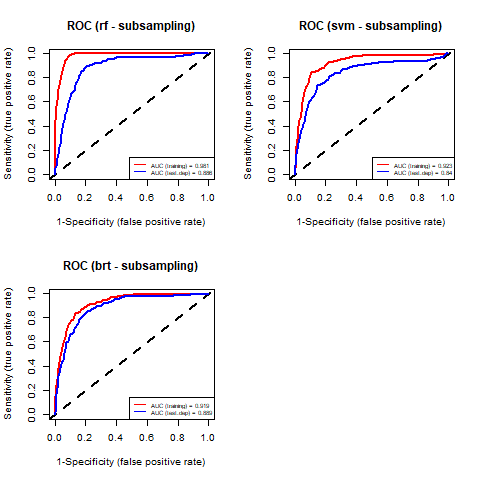 ROC (rf - subsampling)
Sensitivity (true positive rate)
0.0 0.2 0.4 0.6 0.8 1.0
AUC (training) = 0.981
AUC (test.dep) = 0.886
0.0 0.2 0.4 0.6 0.8 1.0
1-Specificity (false positive rate)
ROC (svm - subsampling)
Sensitivity (true positive rate)
0.0 0.2 0.4 0.6 0.8 1.0
AUC (training) = 0.923
AUC (test.dep) = 0.84
0.0 0.2 0.4 0.6 0.8 1.0
1-Specificity (false positive rate)
ROC (brt - subsampling)
Sensitivity (true positive rate)
0.0 0.2 0.4 0.6 0.8 1.0
AUC (training) = 0.919
AUC (test.dep) = 0.889
0.0 0.2 0.4 0.6 0.8 1.0
1-Specificity (false positive rate)